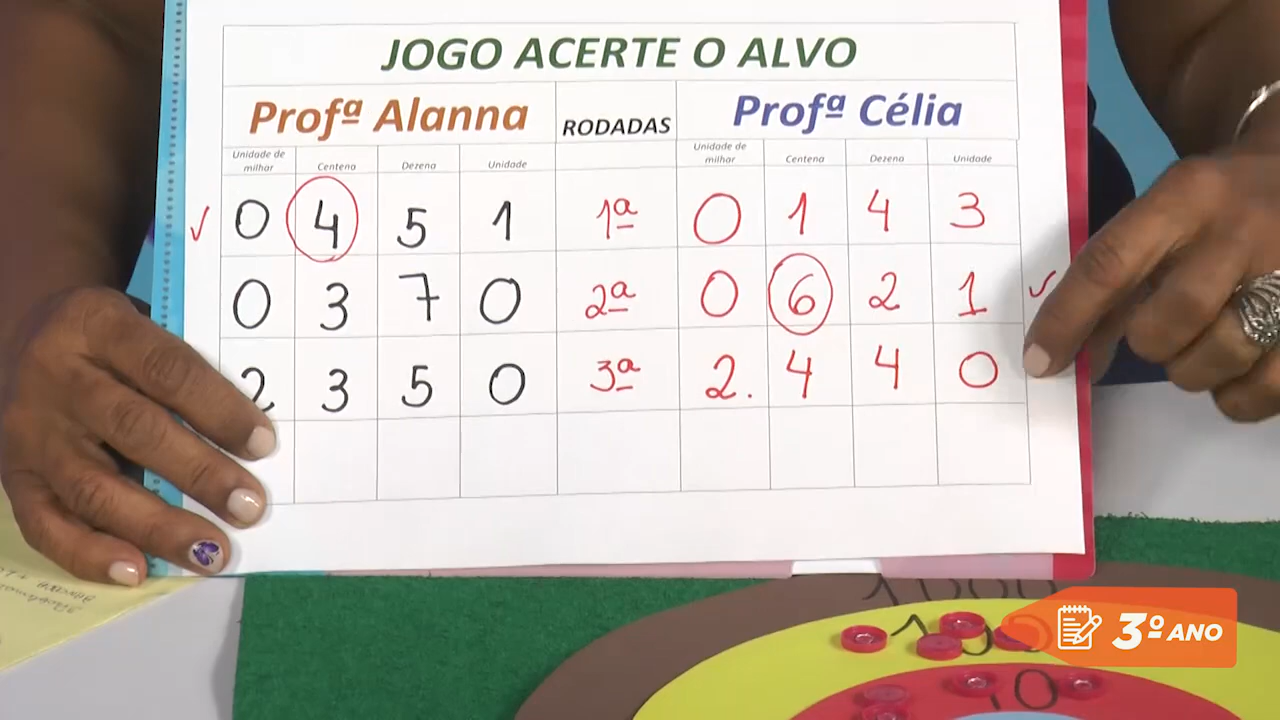 JOGO ACERTE O ALVO
Profª Alanna RODADAS Profª Célia
Unidade de milhar Centena Dezena Unidade Unidade de milhar Centena Dezena Unidade
0 4 5 1 1ª 0 1 4 3
0 3 7 0 2ª 0 6 2 1
2 3 5 0 3ª 2. 4 4 0
1000
10
3º ANO